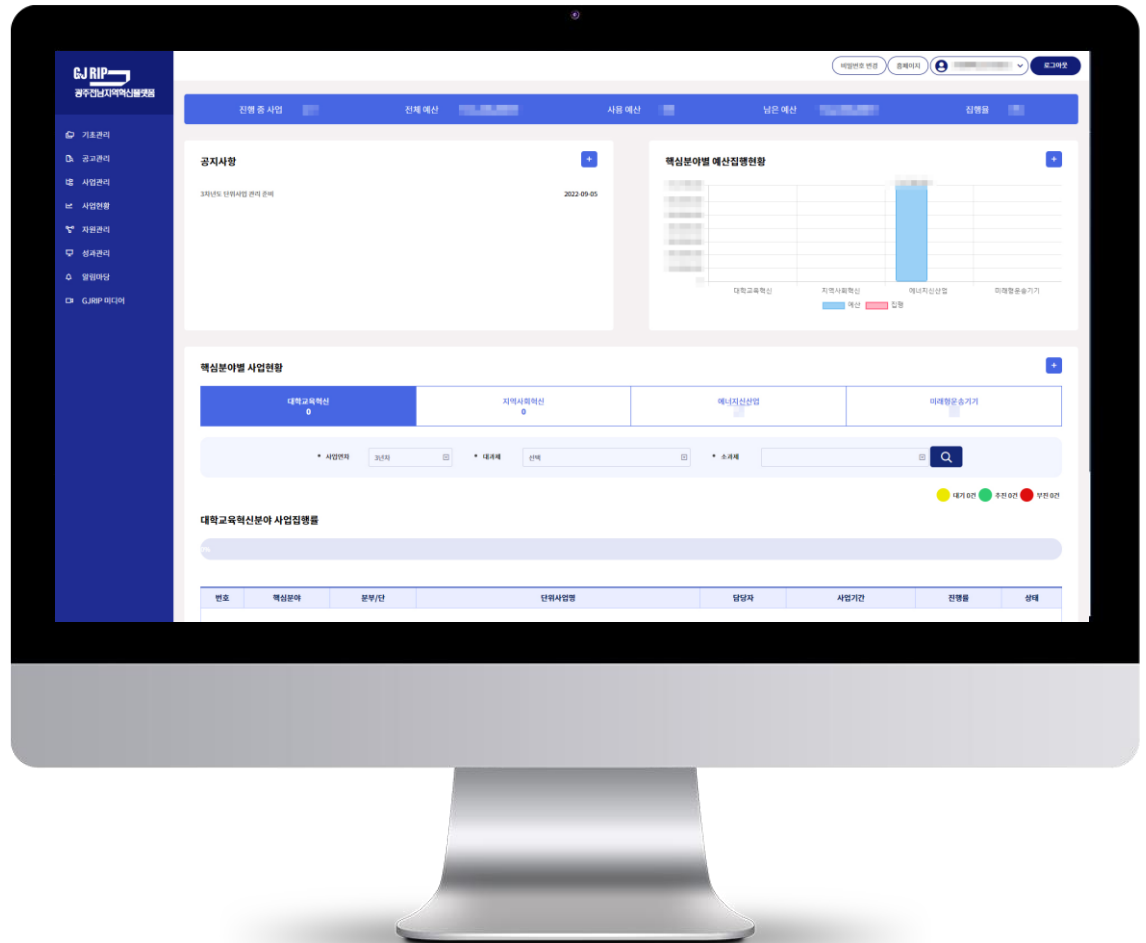 GJ RIP
광주전남지역혁신플랫폼
비밀번호 변경
홈페이지
로그아웃
기초관리
공고관리
사업관리
사업현황
자원관리
성과관리
알림마당
GJRIP 미디어
진행 중 사업
전체 예산
사용 예산
남은 예산
집행율
공지사항
+
3차년도 단위사업 관리 준비
2022-09-05
핵심분야별 예산집행현황
+
대학교육혁신
지역사회혁신
에너지신산업
미래형운송기기
예산
집행
핵심분야별 사업현황
+
대학교육혁신
0
지역사회혁신
0
에너지신산업
미래형운송기기
* 사업연차
3년차
* 대과제
선택
* 소과제
대기 0건
추진 0건
부진 0건
대학교육혁신분야 사업집행률
0%
번호
핵심분야
본부/단
단위사업명
담당자
사업기간
진행률
상태